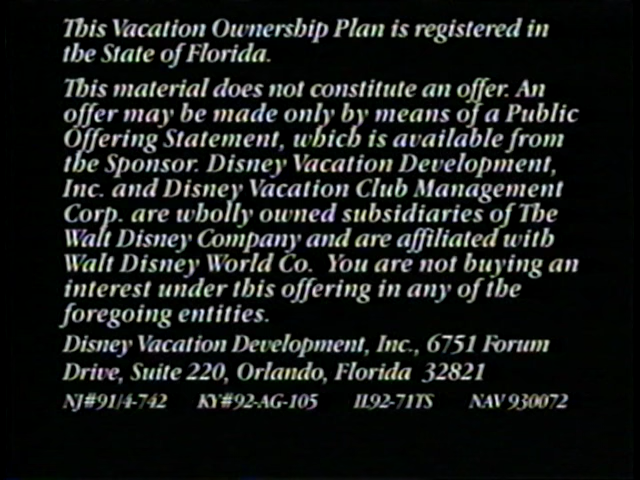 This Vacation Ownership Plan is registered in
the State of Florida.
This material does not constitute an offer. An
offer may be made only by means of a Public
Offering Statement, which is available from
the Sponsor. Disney Vacation Development,
Inc. and Disney Vacation Club Management
Corp. are wholly owned subsidiaries of The
Walt Disney Company and are affiliated with
Walt Disney World Co. You are not buying an
interest under this offering in any of the
foregoing entities.
Disney Vacation Development, Inc., 6751 Forum
Drive, Suite 220, Orlando, Florida 32821
NJ#91/4-742 KY#92-AG-105 IL92-71TS NAV 930072